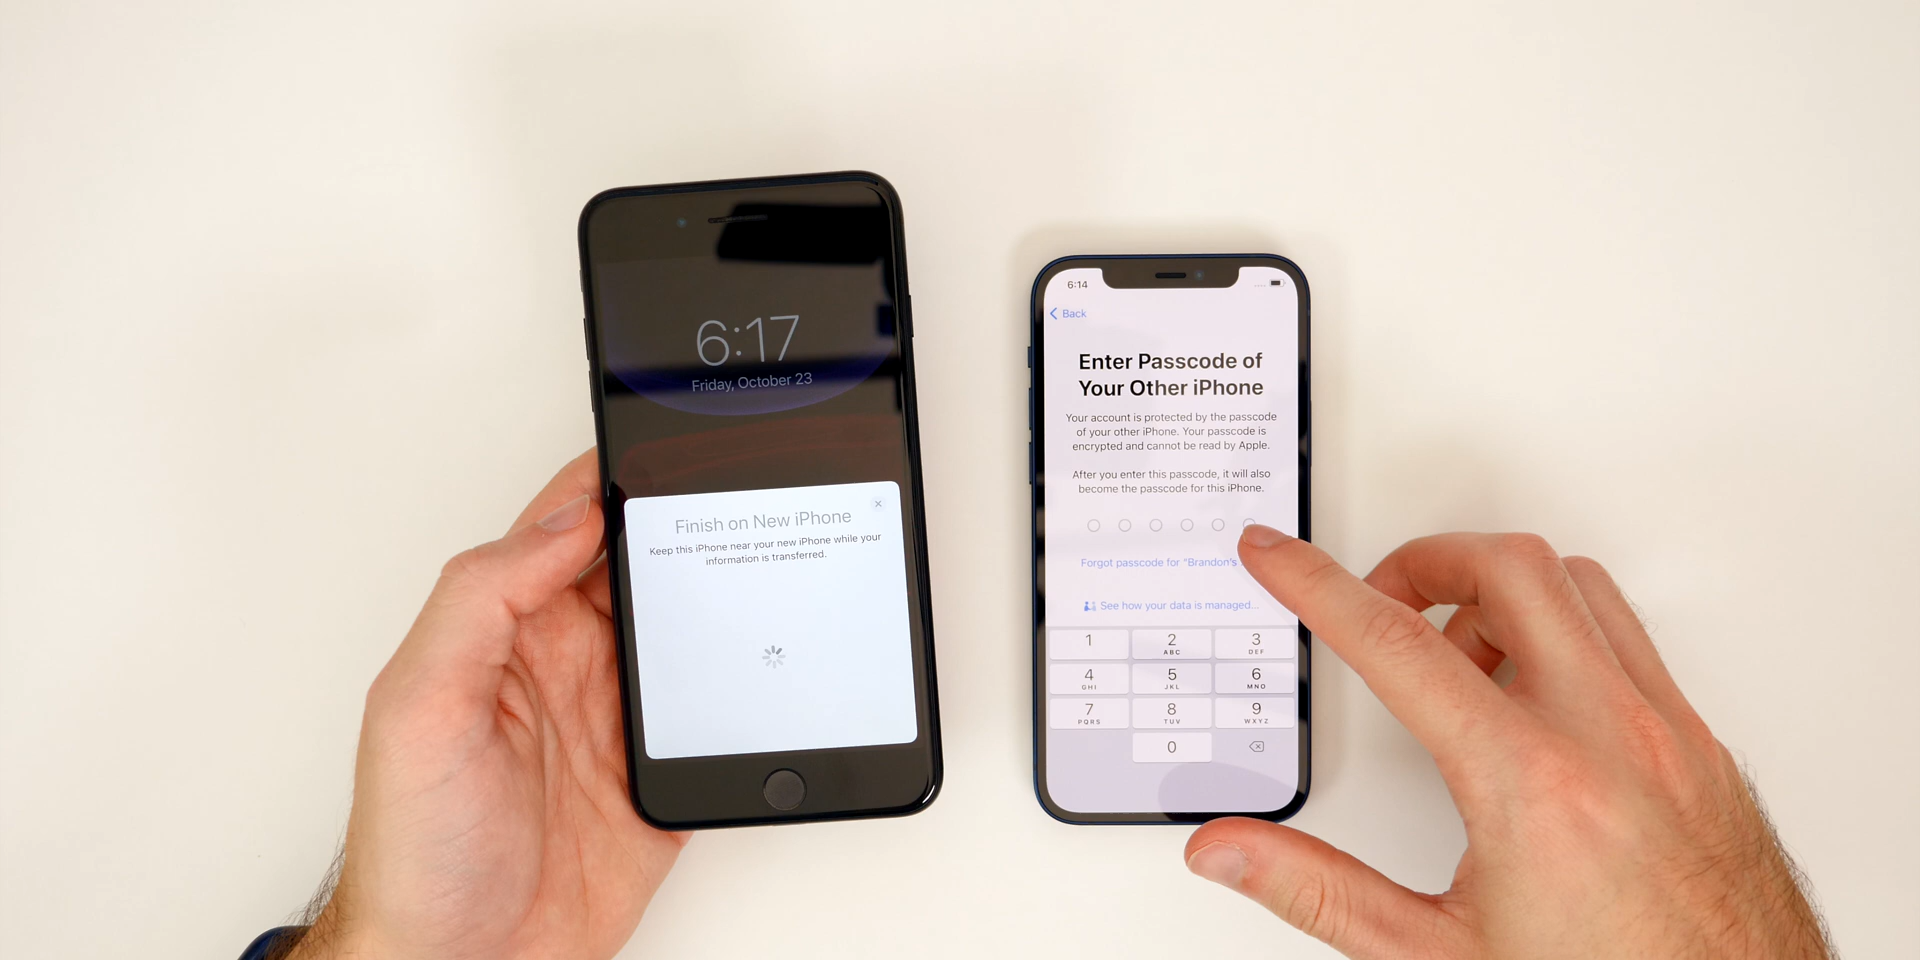 6:17
Friday, October 23
Finish on New iPhone
Keep this iPhone near your new iPhone while your
information is transferred.
6:14
Back
Enter Passcode of
Your Other iPhone
Your account is protected by the passcode
of your other iPhone. Your passcode is
encrypted and cannot be read by Apple.
After you enter this passcode, it will also
become the passcode for this iPhone.
Forgot passcode for "Brandon's
See how your data is managed...
1 2 3
ABC DEF
4 5 6
GHI JKL MNO
7 8 9
PQRS TUV WXYZ
0